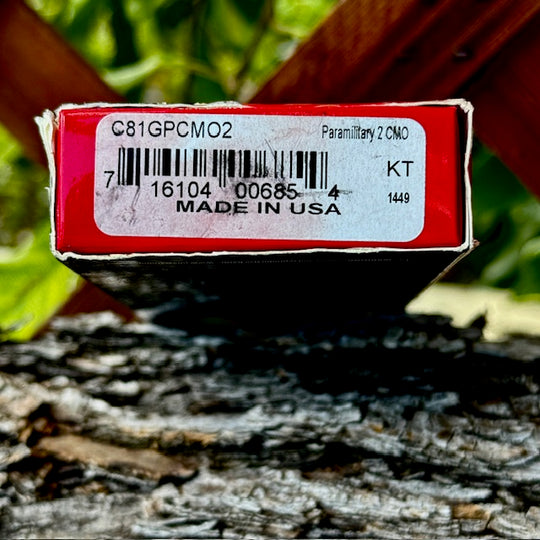 C81GPCMO2 Paramilitary 2 CMO
KT
7 16104 00685 4 1449
MADE IN USA